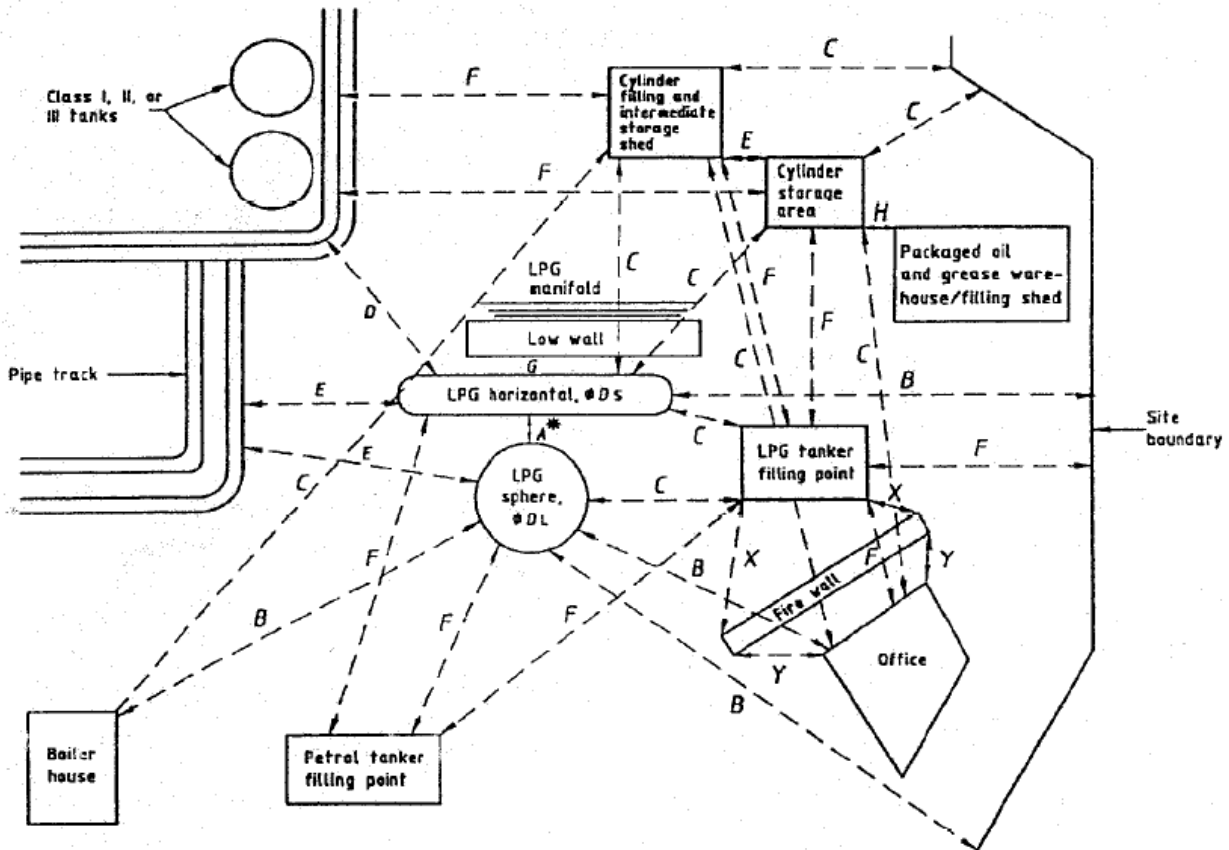 C
F
Cylinder
filling and
intermediate
storage
shed
Class I, II, or
III tanks
C
E
F
Cylinder
storage
area
H
Packaged oil
and grease ware-
house/filling shed
LPG
manifold
C
C
F
D
F
Low wall
C
C
B
G
Pipe track
E
LPG horizontal, ØDS
Site
boundary
A*
C
LPG tanker
filling point
F
E
LPG
sphere,
ØDL
C
C
X
F
X
B
F
Y
Fire wall
B
F
F
Office
Y
B
Boiler
house
Petrol tanker
filling point